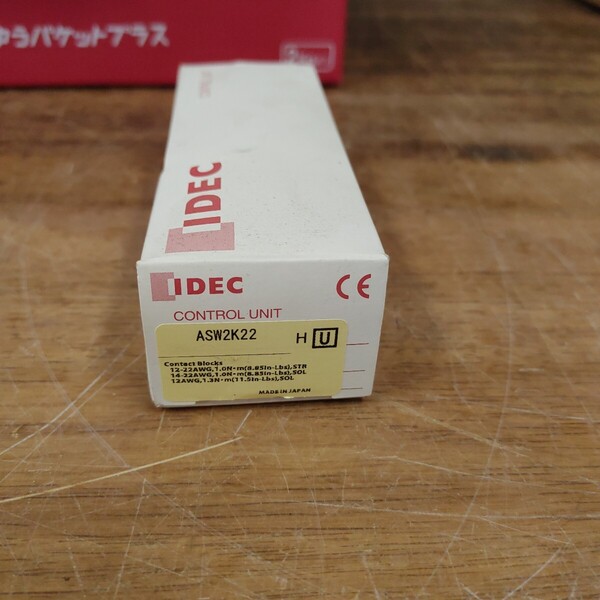 ゆうパケットプラス
IDEC
IDEC
CONTROL UNIT
ASW2K22
H U
Contact Blocks
12-22AWG,1.0N·m(8.85In-Lbs),STR
14-22AWG,1.0N·m(8.85In-Lbs),SOL
12AWG,1.3N·m(11.5In-Lbs),SOL
MADE IN JAPAN
CE